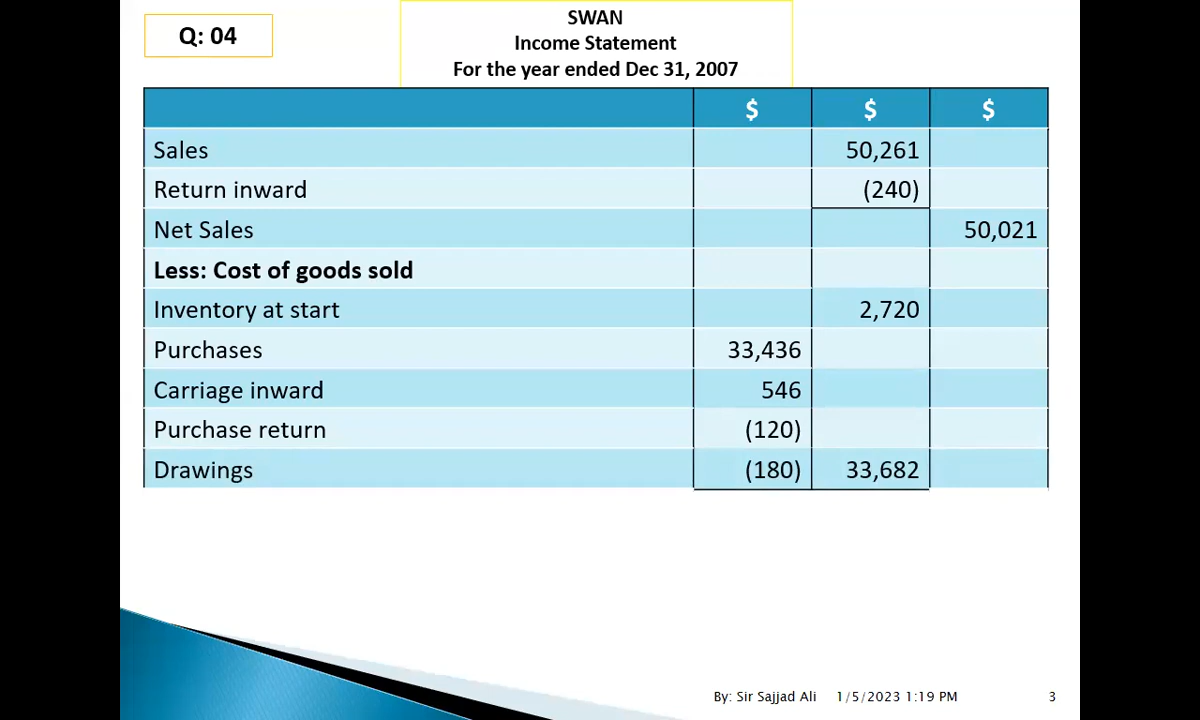 Q: 04
SWAN
Income Statement
For the year ended Dec 31, 2007
$ $ $
Sales 50,261
Return inward (240)
Net Sales 50,021
Less: Cost of goods sold
Inventory at start 2,720
Purchases 33,436
Carriage inward 546
Purchase return (120)
Drawings (180) 33,682
By: Sir Sajjad Ali 1/5/2023 1:19 PM 3